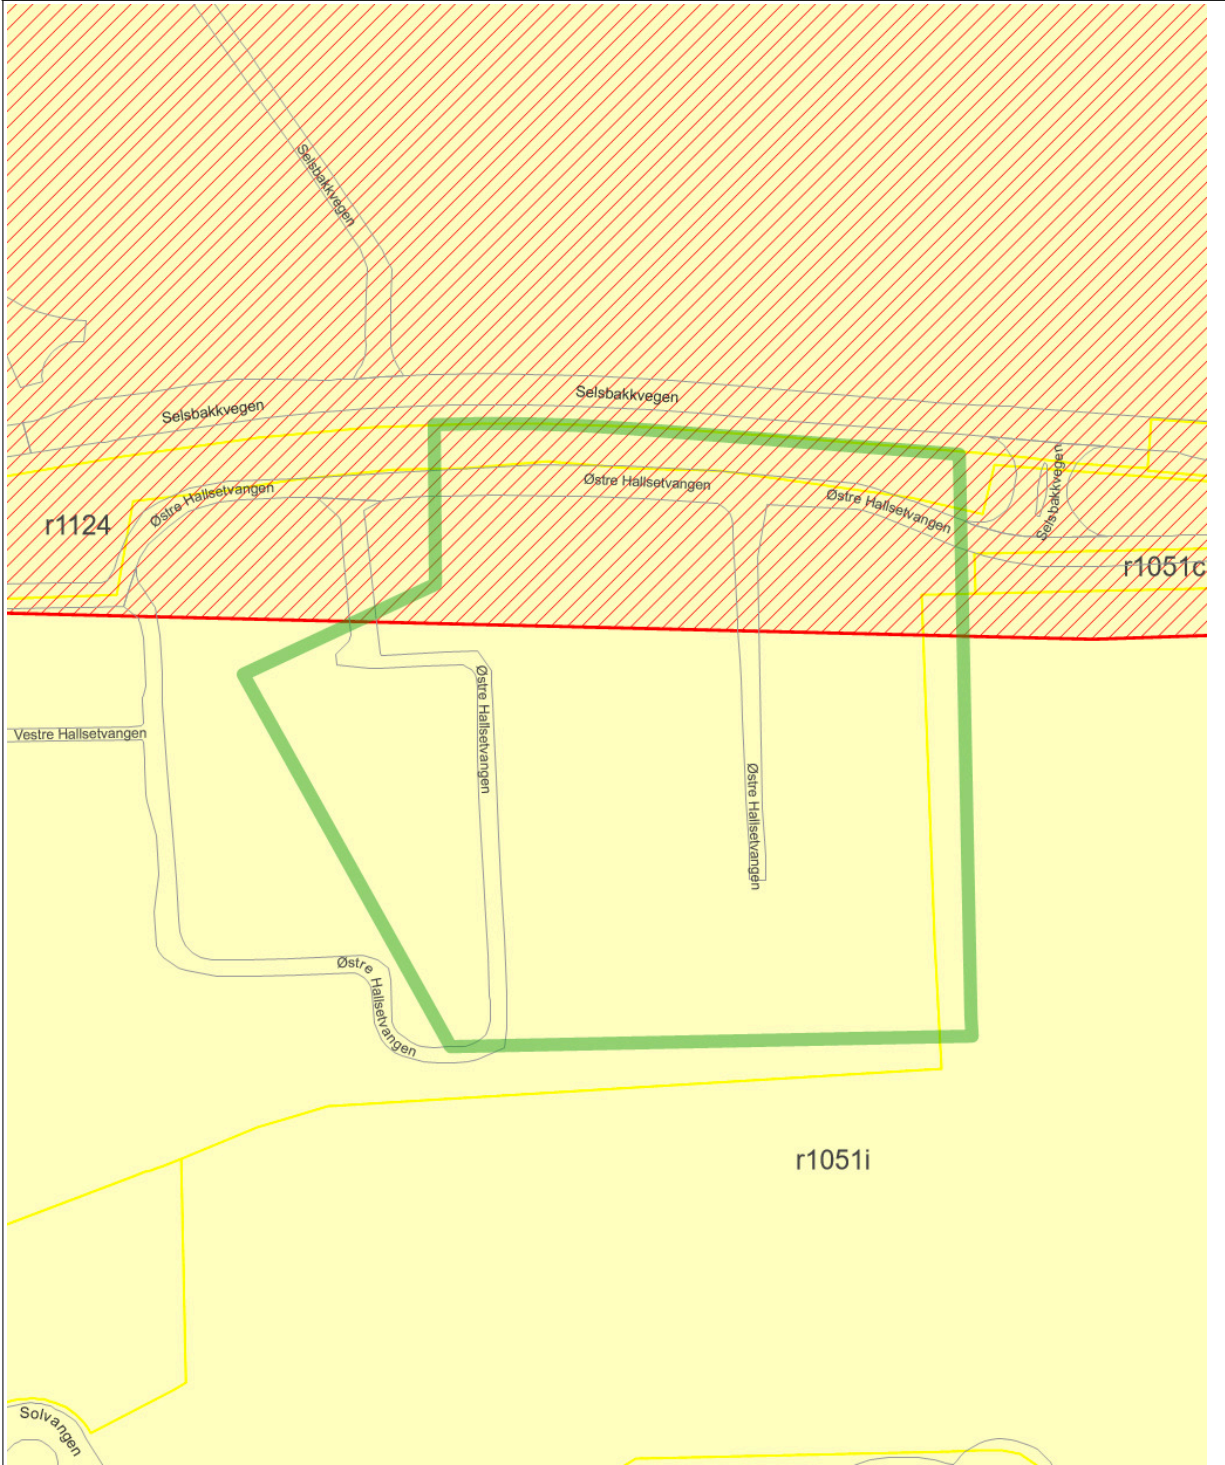 Selsbakkvegen
Selsbakkvegen
Selsbakkvegen
Østre Hallsetvangen
Østre Hallsetvangen
Østre Hallsetvangen
Selsbakkvegen
r1124
r1051c
Østre Hallsetvangen
Vestre Hallsetvangen
Østre Hallsetvangen
Østre Hallsetvangen
r1051i
Solvangen